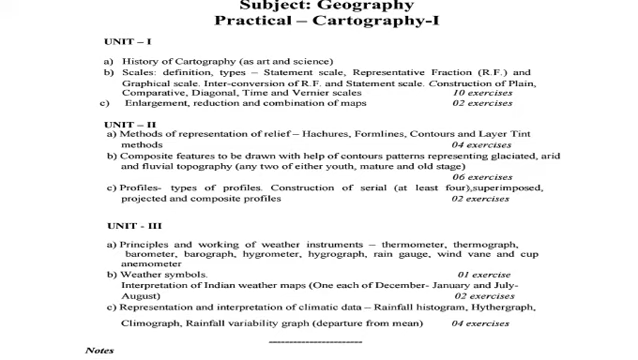 Subject: Geography
Practical – Cartography-I
UNIT – I
a) History of Cartography (as art and science)
b) Scales: definition, types – Statement scale, Representative Fraction (R.F.) and
Graphical scale. Inter-conversion of R.F. and Statement scale. Construction of Plain,
Comparative, Diagonal, Time and Vernier scales 10 exercises
c) Enlargement, reduction and combination of maps 02 exercises
UNIT – II
a) Methods of representation of relief – Hachures, Formlines, Contours and Layer Tint
methods 04 exercises
b) Composite features to be drawn with help of contours patterns representing glaciated, arid
and fluvial topography (any two of either youth, mature and old stage)
06 exercises
c) Profiles- types of profiles. Construction of serial (at least four),superimposed,
projected and composite profiles 02 exercises
UNIT - III
a) Principles and working of weather instruments – thermometer, thermograph,
barometer, barograph, hygrometer, hygrograph, rain gauge, wind vane and cup
anemometer
b) Weather symbols. 01 exercise
Interpretation of Indian weather maps (One each of December- January and July-
August) 02 exercises
c) Representation and interpretation of climatic data – Rainfall histogram, Hythergraph,
Climograph, Rainfall variability graph (departure from mean) 04 exercises
-----------------------
Notes